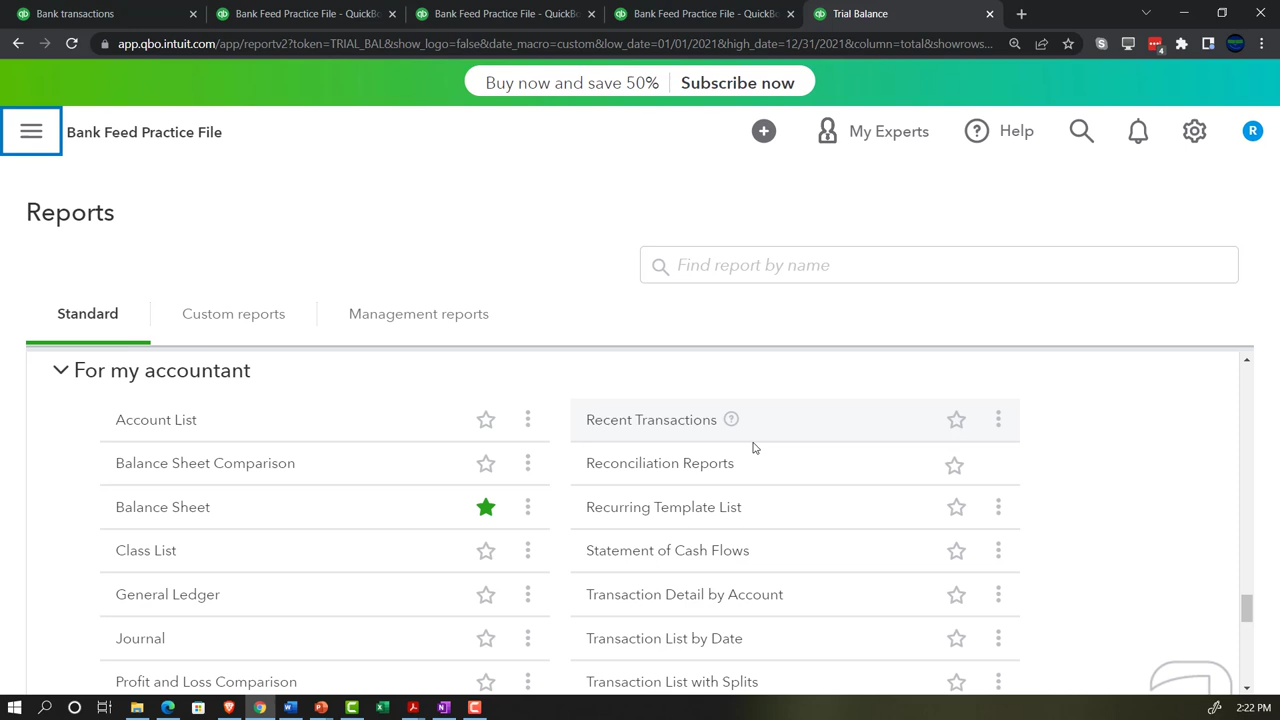 Bank transactions
Bank Feed Practice File - QuickBo
Bank Feed Practice File - QuickBo
Bank Feed Practice File - QuickBo
Trial Balance
app.qbo.intuit.com/app/reportv2?token=TRIAL_BAL&show_logo=false&date_macro=custom&low_date=01/01/2021&high_date=12/31/2021&column=total&showrows...
4
Buy now and save 50% Subscribe now
Bank Feed Practice File
My Experts
Help
R
Reports
Find report by name
Standard
Custom reports
Management reports
For my accountant
Account List
Recent Transactions
Balance Sheet Comparison
Reconciliation Reports
Balance Sheet
Recurring Template List
Class List
Statement of Cash Flows
General Ledger
Transaction Detail by Account
Journal
Transaction List by Date
Profit and Loss Comparison
Transaction List with Splits
2:22 PM